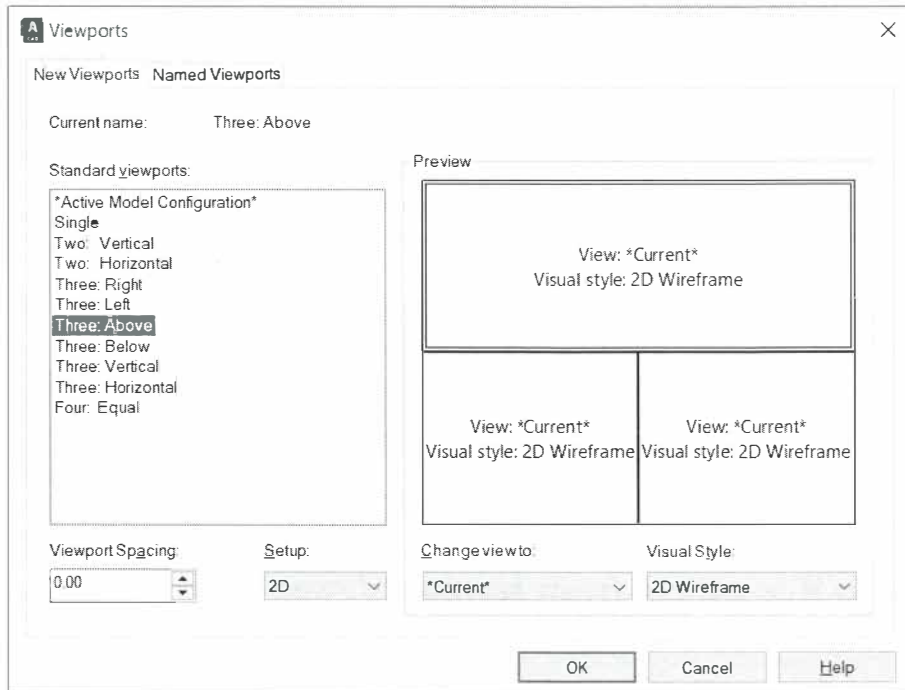 Viewports
New Viewports Named Viewports
Current name: Three: Above
Standard viewports:
*Active Model Configuration*
Single
Two: Vertical
Two: Horizontal
Three: Right
Three: Left
Three: Above
Three: Below
Three: Vertical
Three: Horizontal
Four: Equal
Preview
View: *Current*
Visual style: 2D Wireframe
View: *Current*
Visual style: 2D Wireframe
View: *Current*
Visual style: 2D Wireframe
Viewport Spacing:
0.00
Setup:
2D
Change view to:
*Current*
Visual Style:
2D Wireframe
OK
Cancel
Help